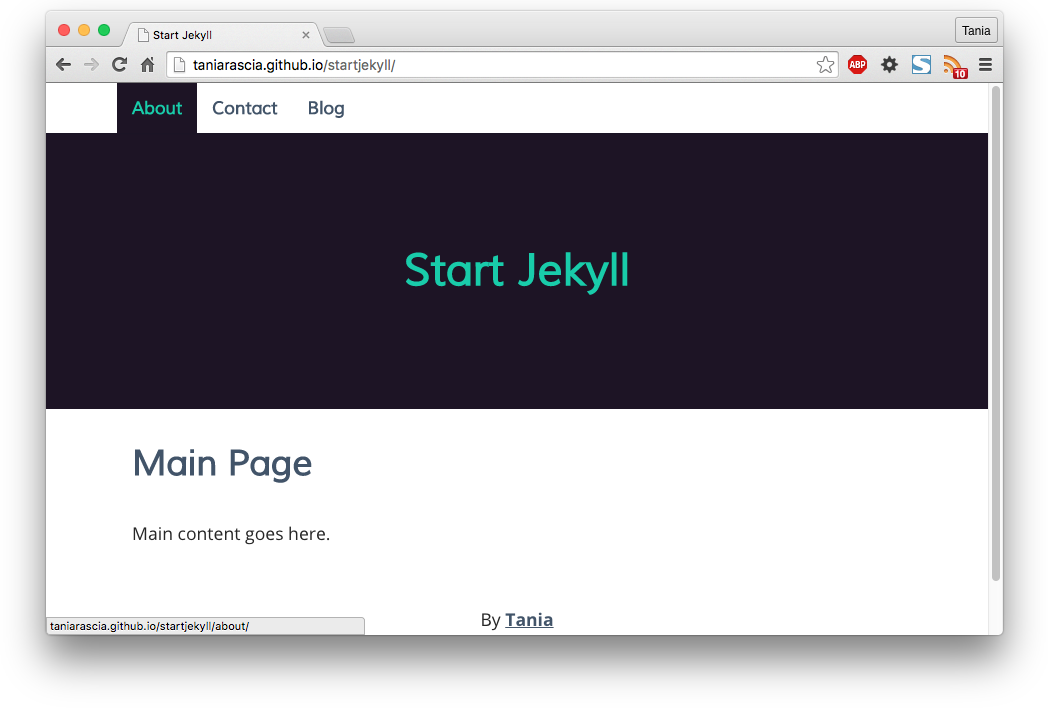 Start Jekyll
Tania
taniarascia.github.io/startjekyll/
ABP
10
About Contact Blog
Start Jekyll
Main Page
Main content goes here.
By Tania
taniarascia.github.io/startjekyll/about/